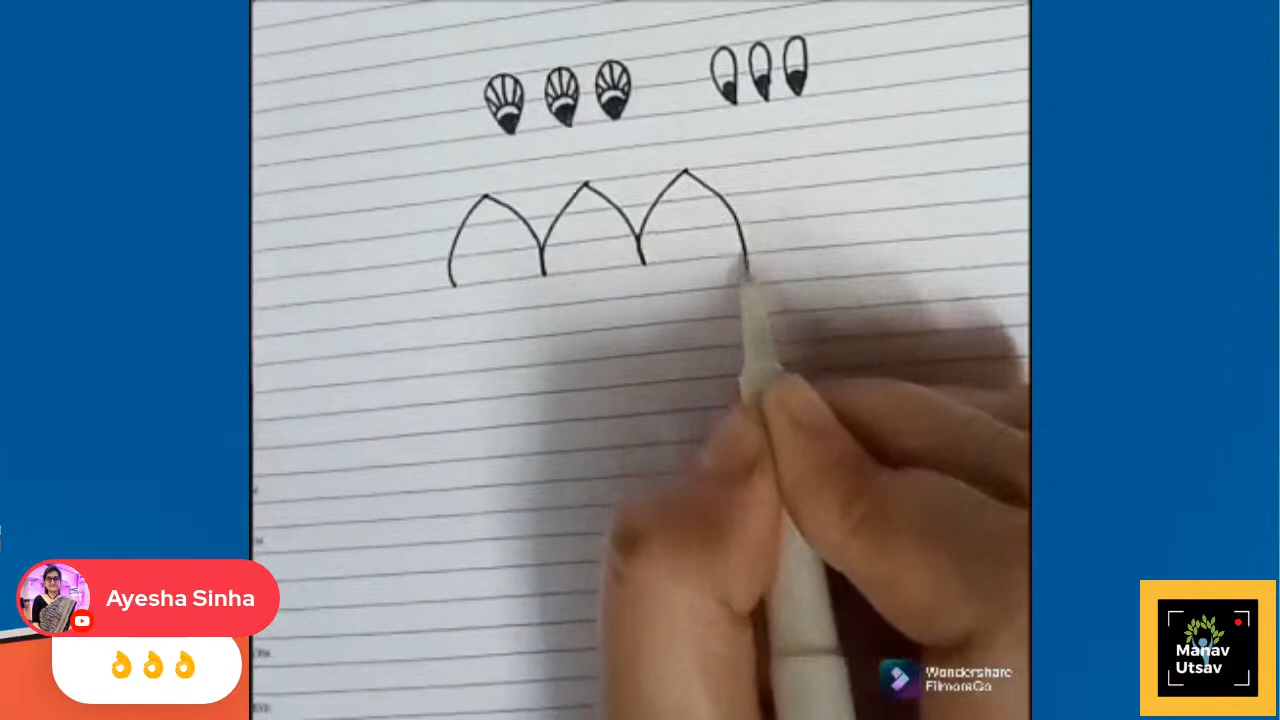 Ayesha Sinha
👌👌👌
Manav
Utsav
Wondershare
FilmoraGo